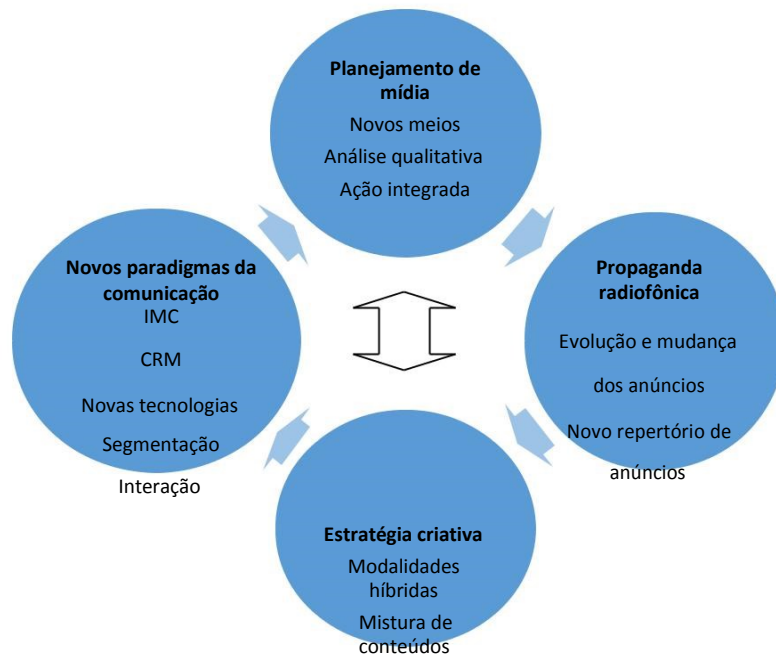 Planejamento de
mídia
Novos meios
Análise qualitativa
Ação integrada
Novos paradigmas da
comunicação
IMC
CRM
Novas tecnologias
Segmentação
Interação
Propaganda
radiofônica
Evolução e mudança
dos anúncios
Novo repertório de
anúncios
Estratégia criativa
Modalidades
híbridas
Mistura de
conteúdos